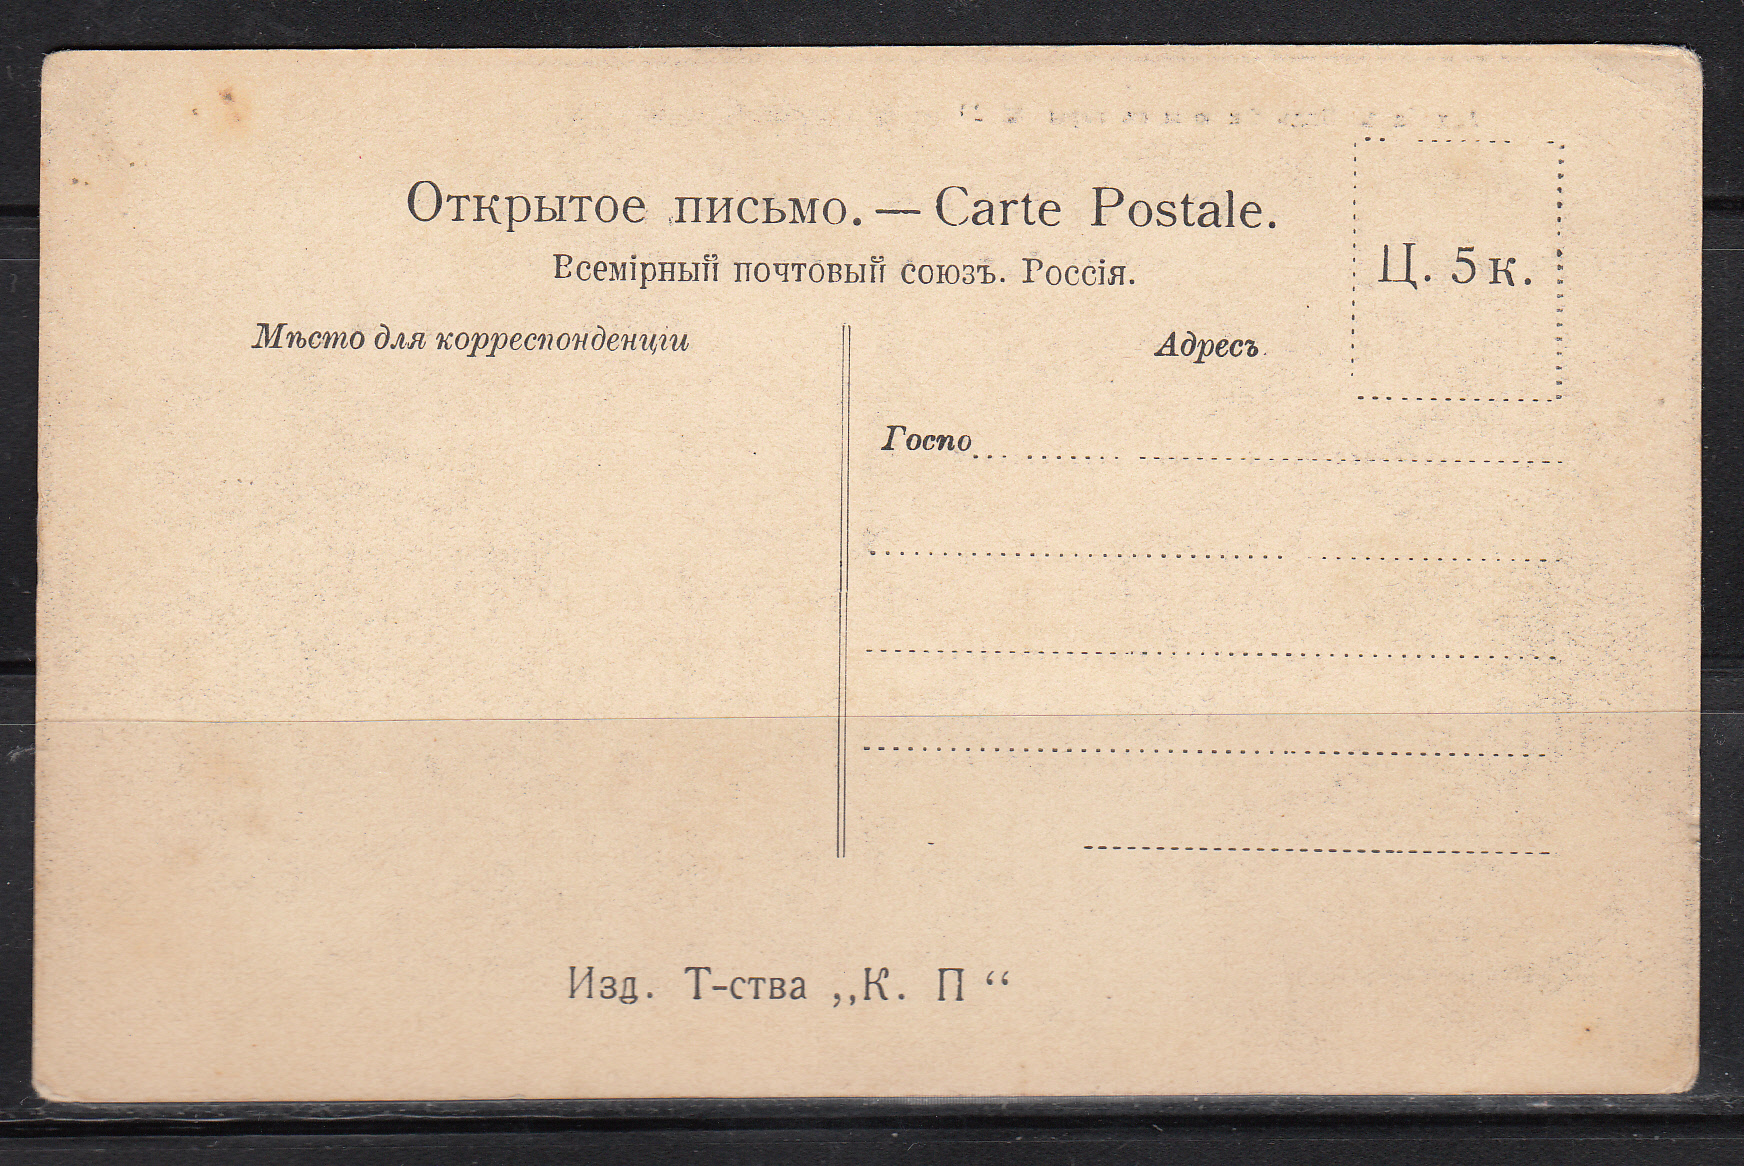 Открытое письмо. — Carte Postale.
Всемірный почтовый союзъ. Россія.
Ц. 5 к.
Мѣсто для корреспонденціи
Адресъ.
Госпо
Изд. Т-ства „К. П“